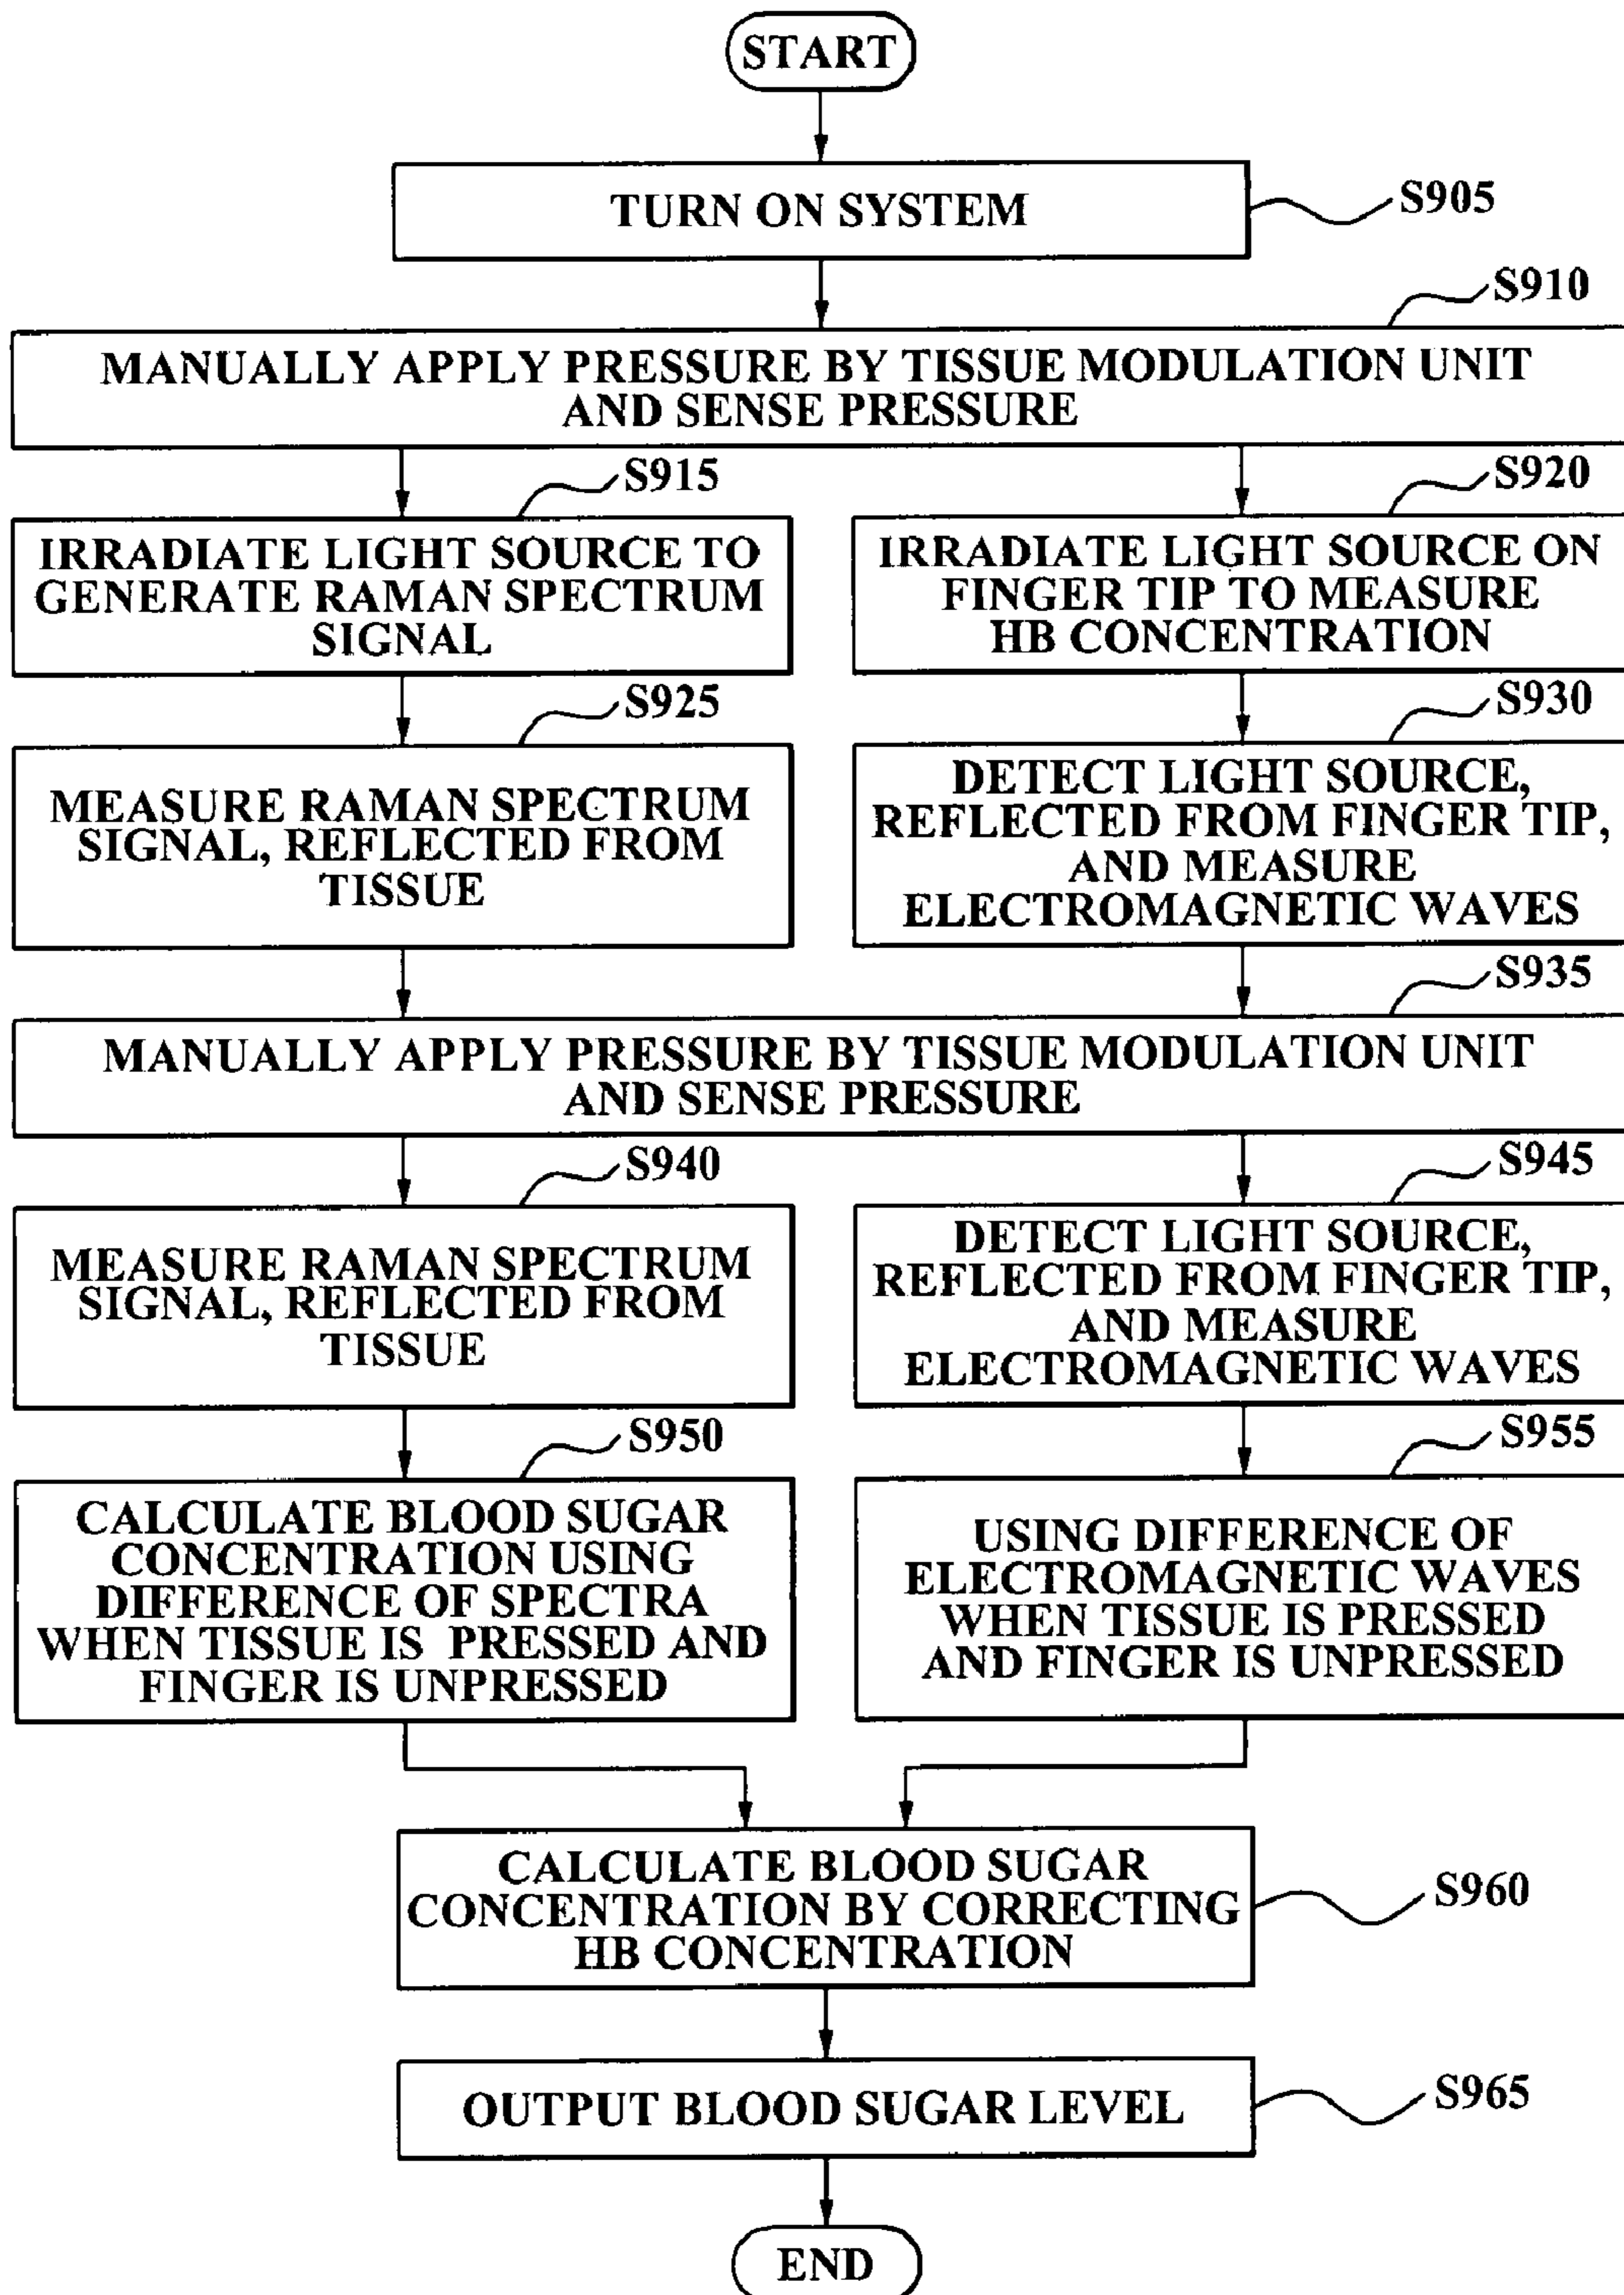 START
TURN ON SYSTEM
S905
S910
MANUALLY APPLY PRESSURE BY TISSUE MODULATION UNIT
AND SENSE PRESSURE
S915
IRRADIATE LIGHT SOURCE TO
GENERATE RAMAN SPECTRUM
SIGNAL
S920
IRRADIATE LIGHT SOURCE ON
FINGER TIP TO MEASURE
HB CONCENTRATION
S925
MEASURE RAMAN SPECTRUM
SIGNAL, REFLECTED FROM
TISSUE
S930
DETECT LIGHT SOURCE,
REFLECTED FROM FINGER TIP,
AND MEASURE
ELECTROMAGNETIC WAVES
S935
MANUALLY APPLY PRESSURE BY TISSUE MODULATION UNIT
AND SENSE PRESSURE
S940
MEASURE RAMAN SPECTRUM
SIGNAL, REFLECTED FROM
TISSUE
S945
DETECT LIGHT SOURCE,
REFLECTED FROM FINGER TIP,
AND MEASURE
ELECTROMAGNETIC WAVES
S950
CALCULATE BLOOD SUGAR
CONCENTRATION USING
DIFFERENCE OF SPECTRA
WHEN TISSUE IS PRESSED AND
FINGER IS UNPRESSED
S955
USING DIFFERENCE OF
ELECTROMAGNETIC WAVES
WHEN TISSUE IS PRESSED
AND FINGER IS UNPRESSED
CALCULATE BLOOD SUGAR
CONCENTRATION BY CORRECTING
HB CONCENTRATION
S960
OUTPUT BLOOD SUGAR LEVEL
S965
END